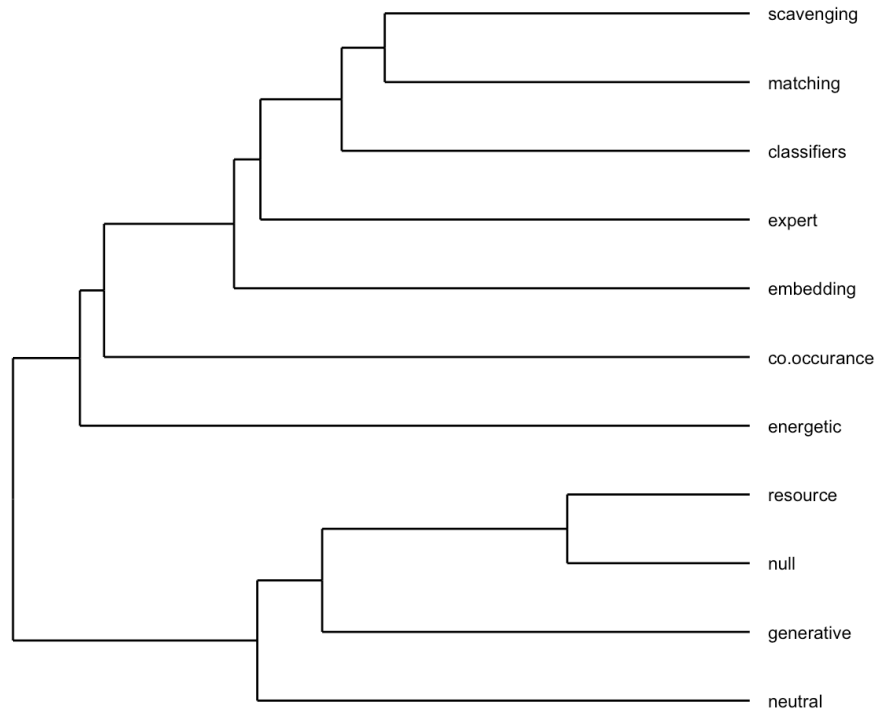 scavenging
matching
classifiers
expert
embedding
co.occurance
energetic
resource
null
generative
neutral